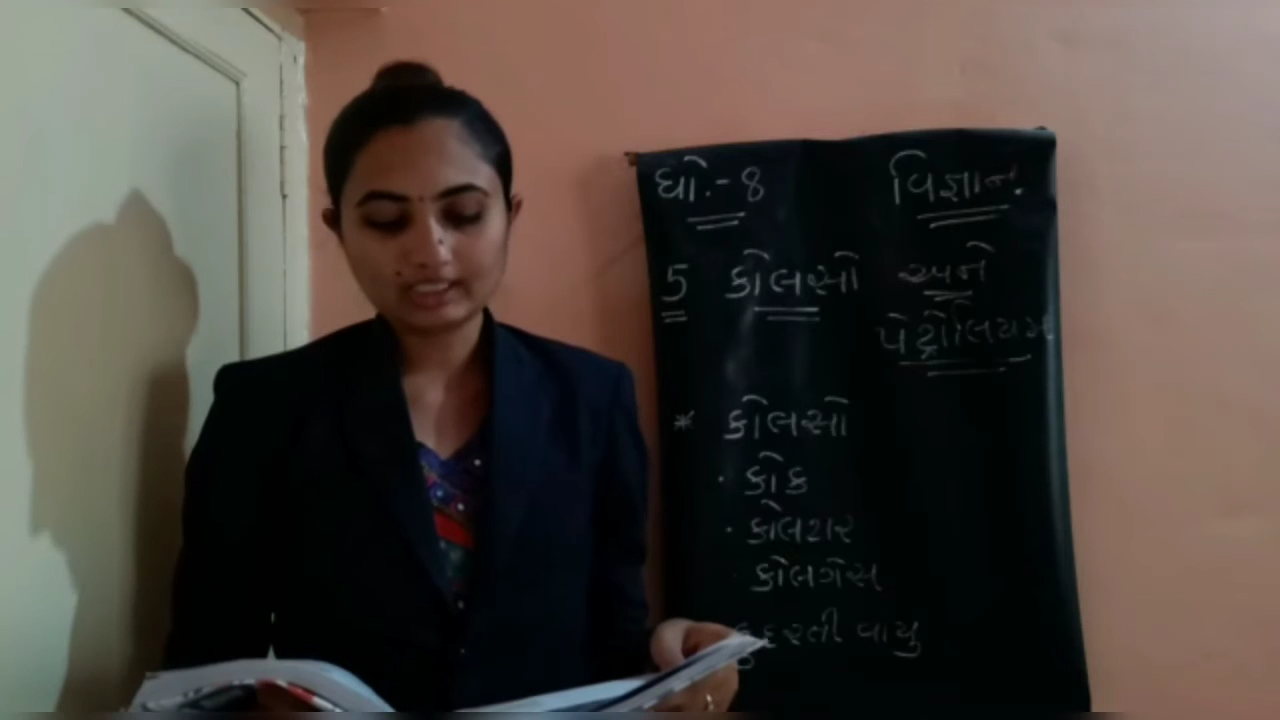 ધો.-8 વિજ્ઞાન.
5 કોલસો અને
પેટ્રોલિયમ
* કોલસો
· કોક
· કોલટાર
કોલગેસ
કુદરતી વાયુ